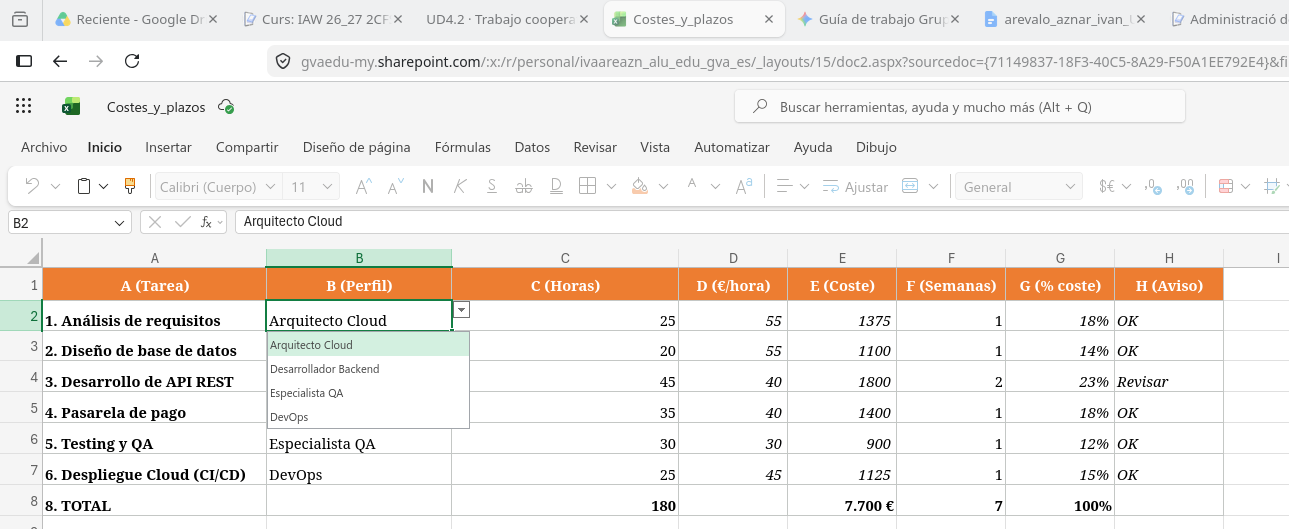 Reciente - Google Dr
Curs: IAW 26_27 2CF
UD4.2 · Trabajo coopera
Costes_y_plazos
Guía de trabajo Grup
arevalo_aznar_ivan_U
Administració d
gvaedu-my.sharepoint.com/:x:/r/personal/ivaareazn_alu_edu_gva_es/_layouts/15/doc2.aspx?sourcedoc={71149837-18F3-40C5-8A29-F50A1EE792E4}&fi
Costes_y_plazos
Buscar herramientas, ayuda y mucho más (Alt + Q)
Archivo Inicio Insertar Compartir Diseño de página Fórmulas Datos Revisar Vista Automatizar Ayuda Dibujo
Calibri (Cuerpo) 11 N K S ab D A A Ajustar General $€ ,0 ,00
B2 fx Arquitecto Cloud
A B C D E F G H I
1 A (Tarea) B (Perfil) C (Horas) D (€/hora) E (Coste) F (Semanas) G (% coste) H (Aviso)
2 1. Análisis de requisitos Arquitecto Cloud 25 55 1375 1 18% OK
3 2. Diseño de base de datos 20 55 1100 1 14% OK
4 3. Desarrollo de API REST 45 40 1800 2 23% Revisar
5 4. Pasarela de pago 35 40 1400 1 18% OK
Arquitecto Cloud
Desarrollador Backend
Especialista QA
DevOps
6 5. Testing y QA Especialista QA 30 30 900 1 12% OK
7 6. Despliegue Cloud (CI/CD) DevOps 25 45 1125 1 15% OK
8 8. TOTAL 180 7.700 € 7 100%